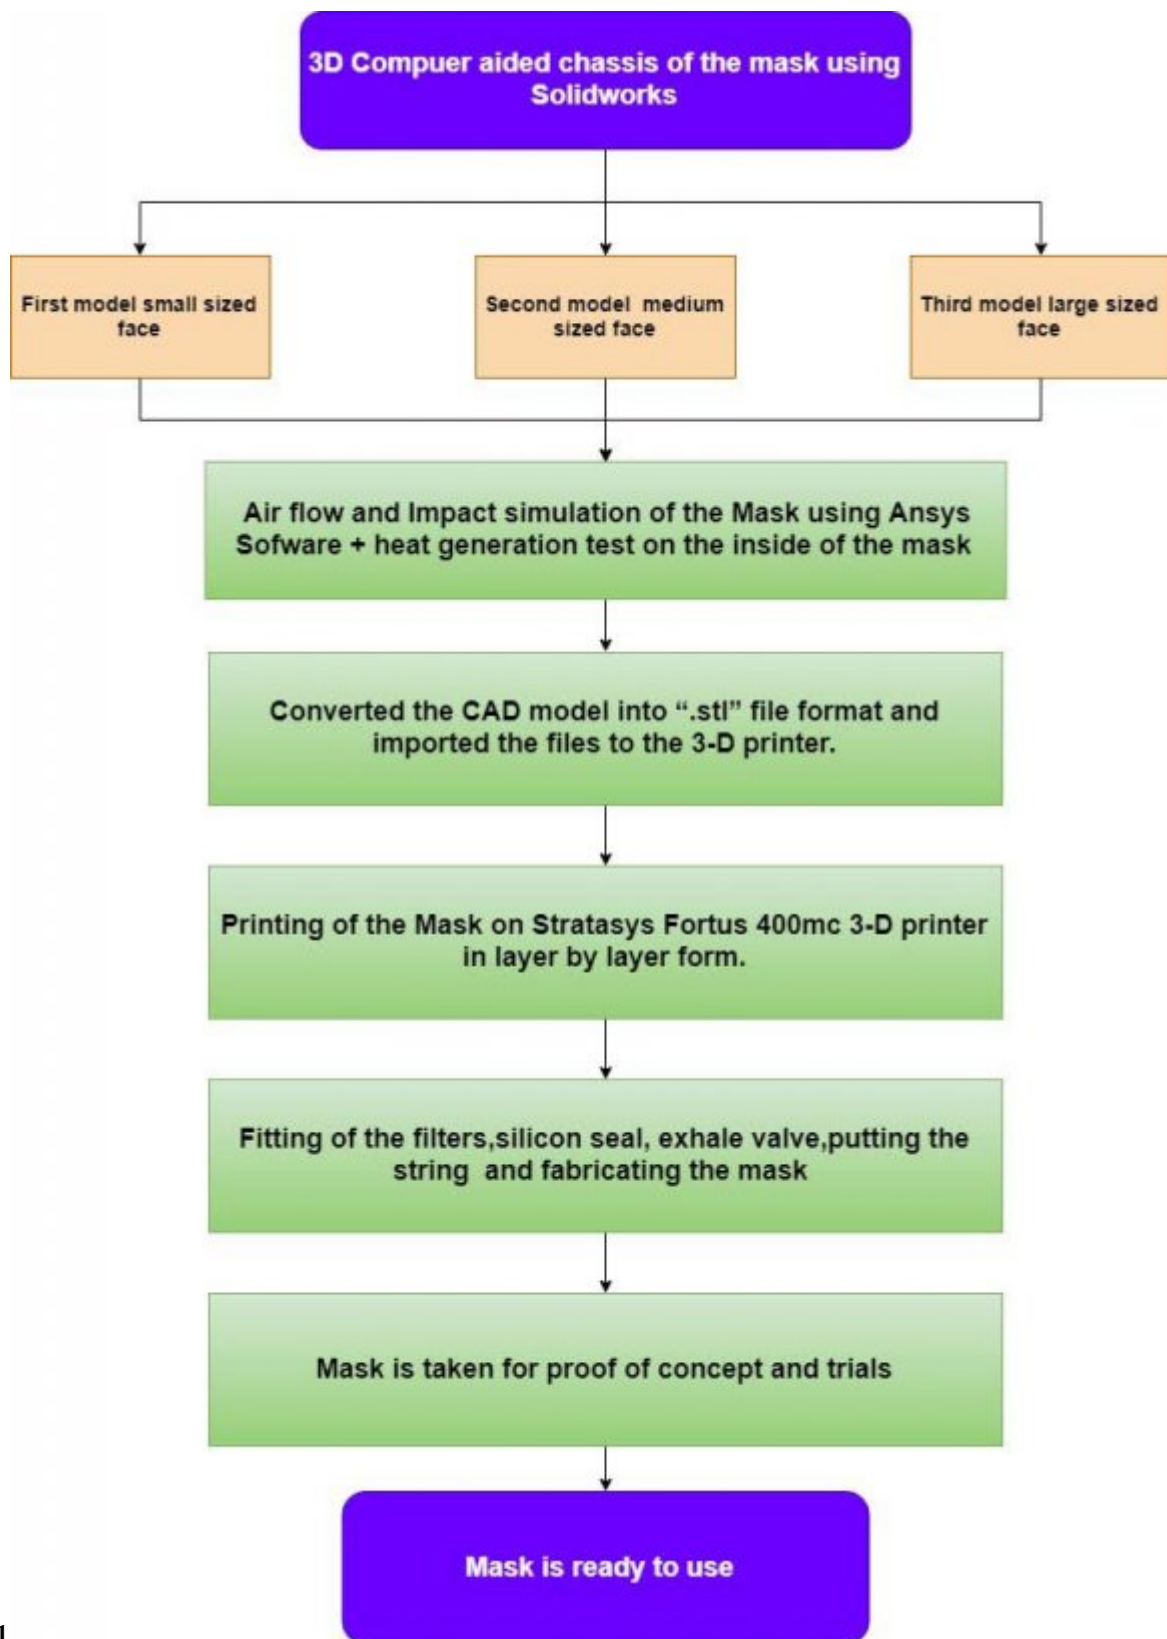 3D Compuer aided chassis of the mask using
Solidworks
First model small sized
face
Second model  medium
sized face
Third model large sized
face
Air flow and Impact simulation of the Mask using Ansys
Sofware + heat generation test on the inside of the mask
Converted the CAD model into “.stl” file format and
imported the files to the 3-D printer.
Printing of the Mask on Stratasys Fortus 400mc 3-D printer
in layer by layer form.
Fitting of the filters,silicon seal, exhale valve,putting the
string  and fabricating the mask
Mask is taken for proof of concept and trials
Mask is ready to use